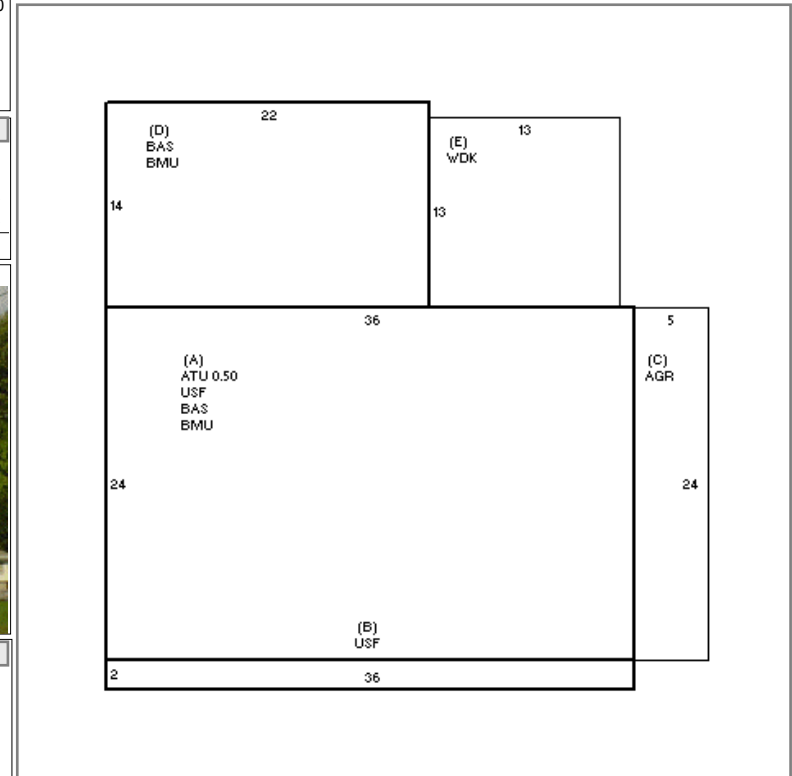 22
(D)
BAS
BMU
14
13
(E)
WDK
13
36
5
(A)
ATU 0.50
USF
BAS
BMU
(C)
AGR
24
24
(B)
USF
2
36